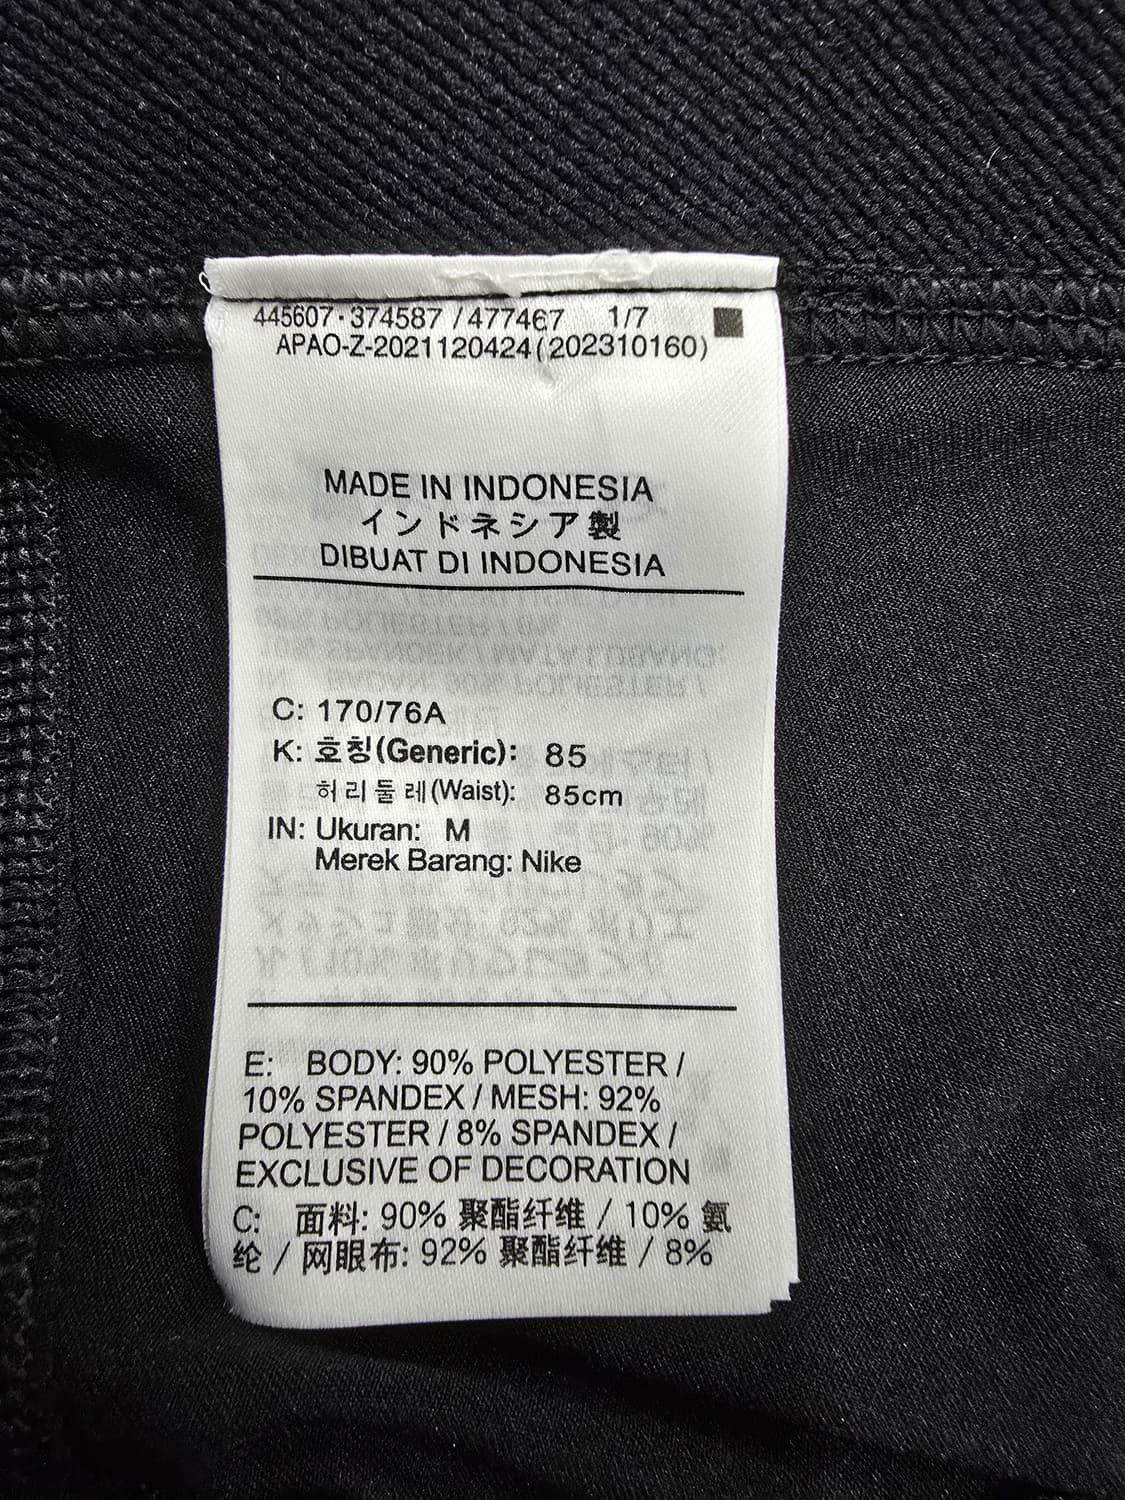 445607-374587 / 477467 1/7
APAO-Z-2021120424(202310160)
MADE IN INDONESIA
インドネシア製
DIBUAT DI INDONESIA
C: 170/76A
K: 호칭(Generic): 85
허리둘레(Waist): 85cm
IN: Ukuran: M
Merek Barang: Nike
E: BODY: 90% POLYESTER /
10% SPANDEX / MESH: 92%
POLYESTER / 8% SPANDEX /
EXCLUSIVE OF DECORATION
C: 面料: 90% 聚酯纤维 / 10% 氨
纶 / 网眼布: 92% 聚酯纤维 / 8%